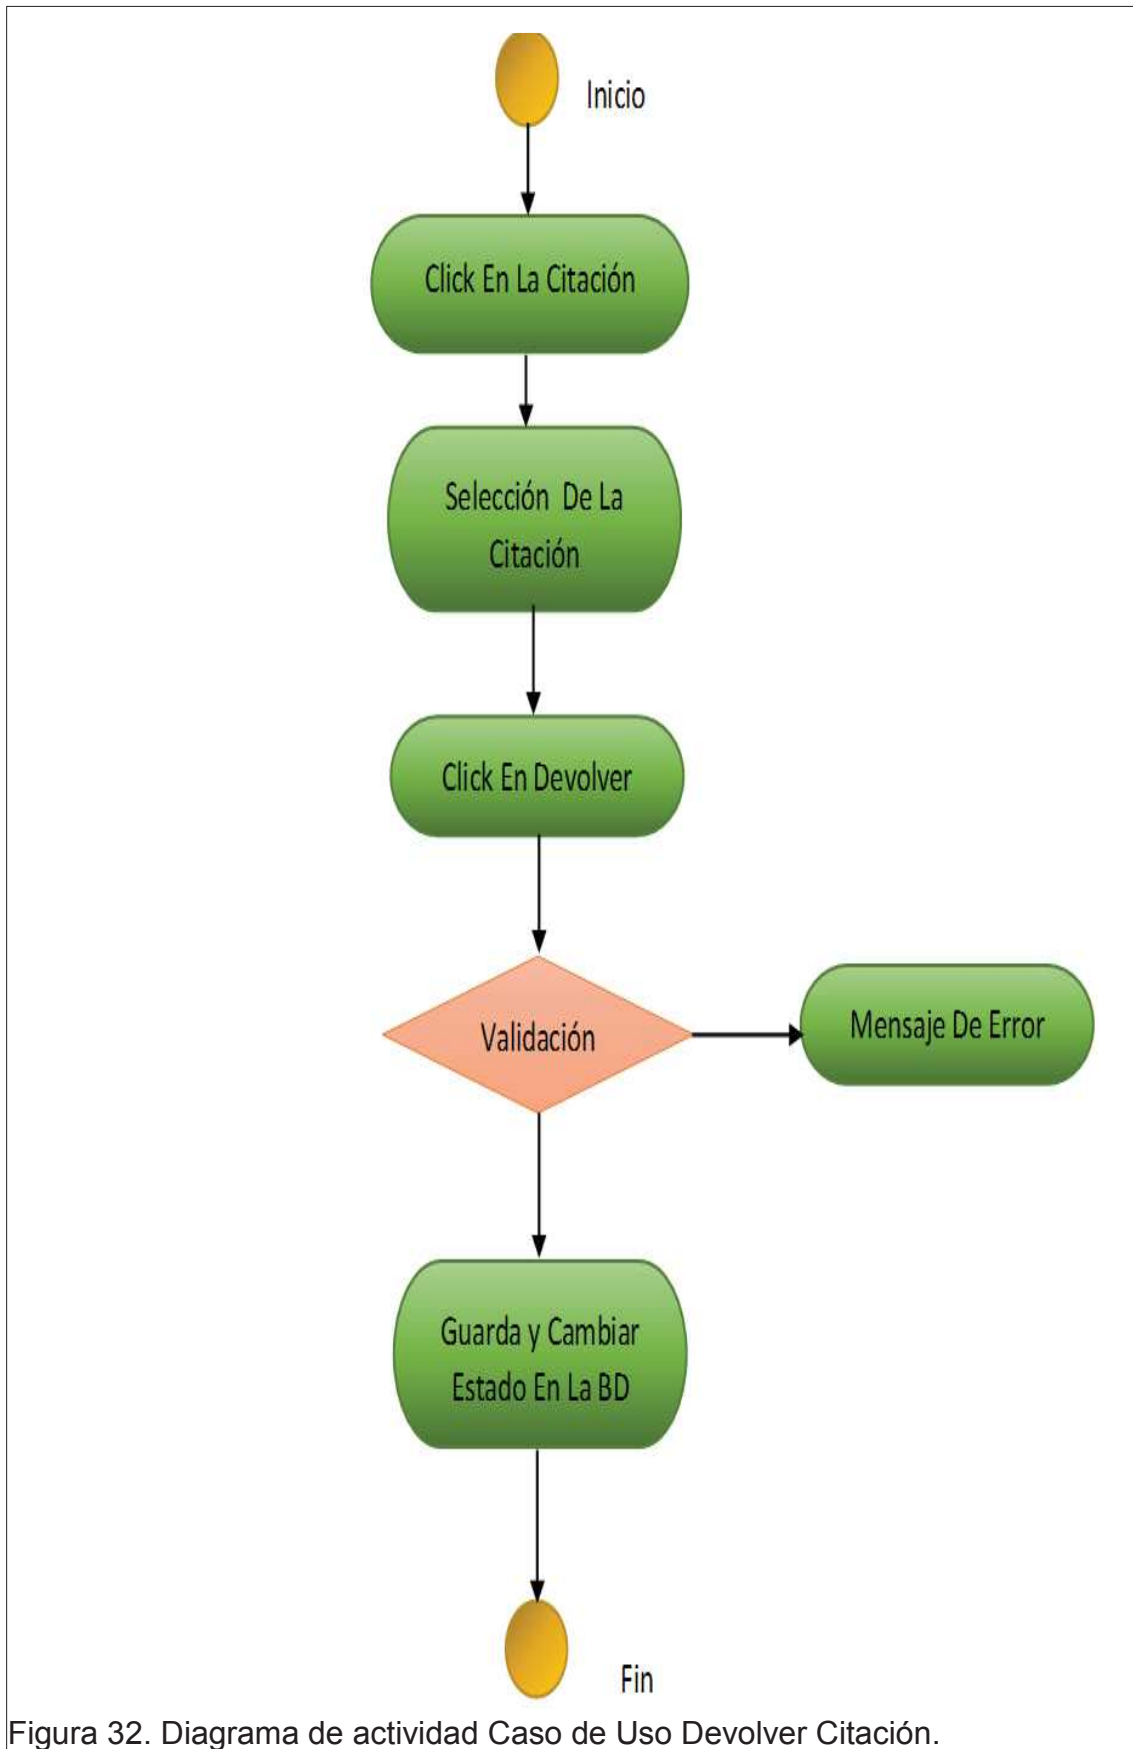 Inicio
Click En La Citación
Selección De La
Citación
Click En Devolver
Validación
Mensaje De Error
Guarda y Cambiar
Estado En La BD
Fin
Figura 32. Diagrama de actividad Caso de Uso Devolver Citación.